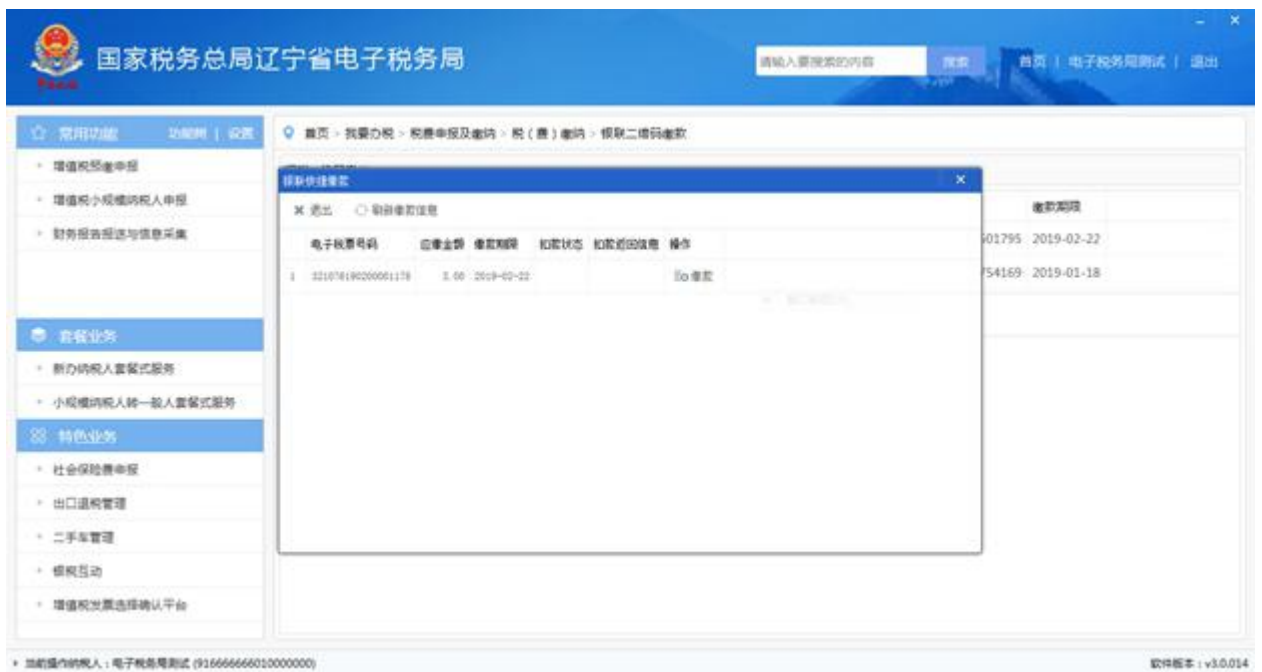 国家税务总局辽宁省电子税务局
请输入要搜索的内容 搜索 首页 | 电子税务局测试 | 退出
常用功能 功能树 | 设置
增值税预缴申报
增值税小规模纳税人申报
财务报告报送与信息采集
套餐业务
新办纳税人套餐式服务
小规模纳税人转一般人套餐式服务
特色业务
社会保险费申报
出口退税管理
二手车管理
银税互动
增值税发票选择确认平台
首页 > 我要办税 > 税费申报及缴纳 > 税（费）缴纳 > 银联二维码缴款
银联快捷缴款
退出 刷新缴款信息
电子税票号码 应缴金额 缴款期限 扣款状态 扣款返回信息 操作
1 2019-02-22 缴款
缴款期限
2019-02-22
54169 2019-01-18
当前操作纳税人：电子税务局测试
软件版本：v3.0.014